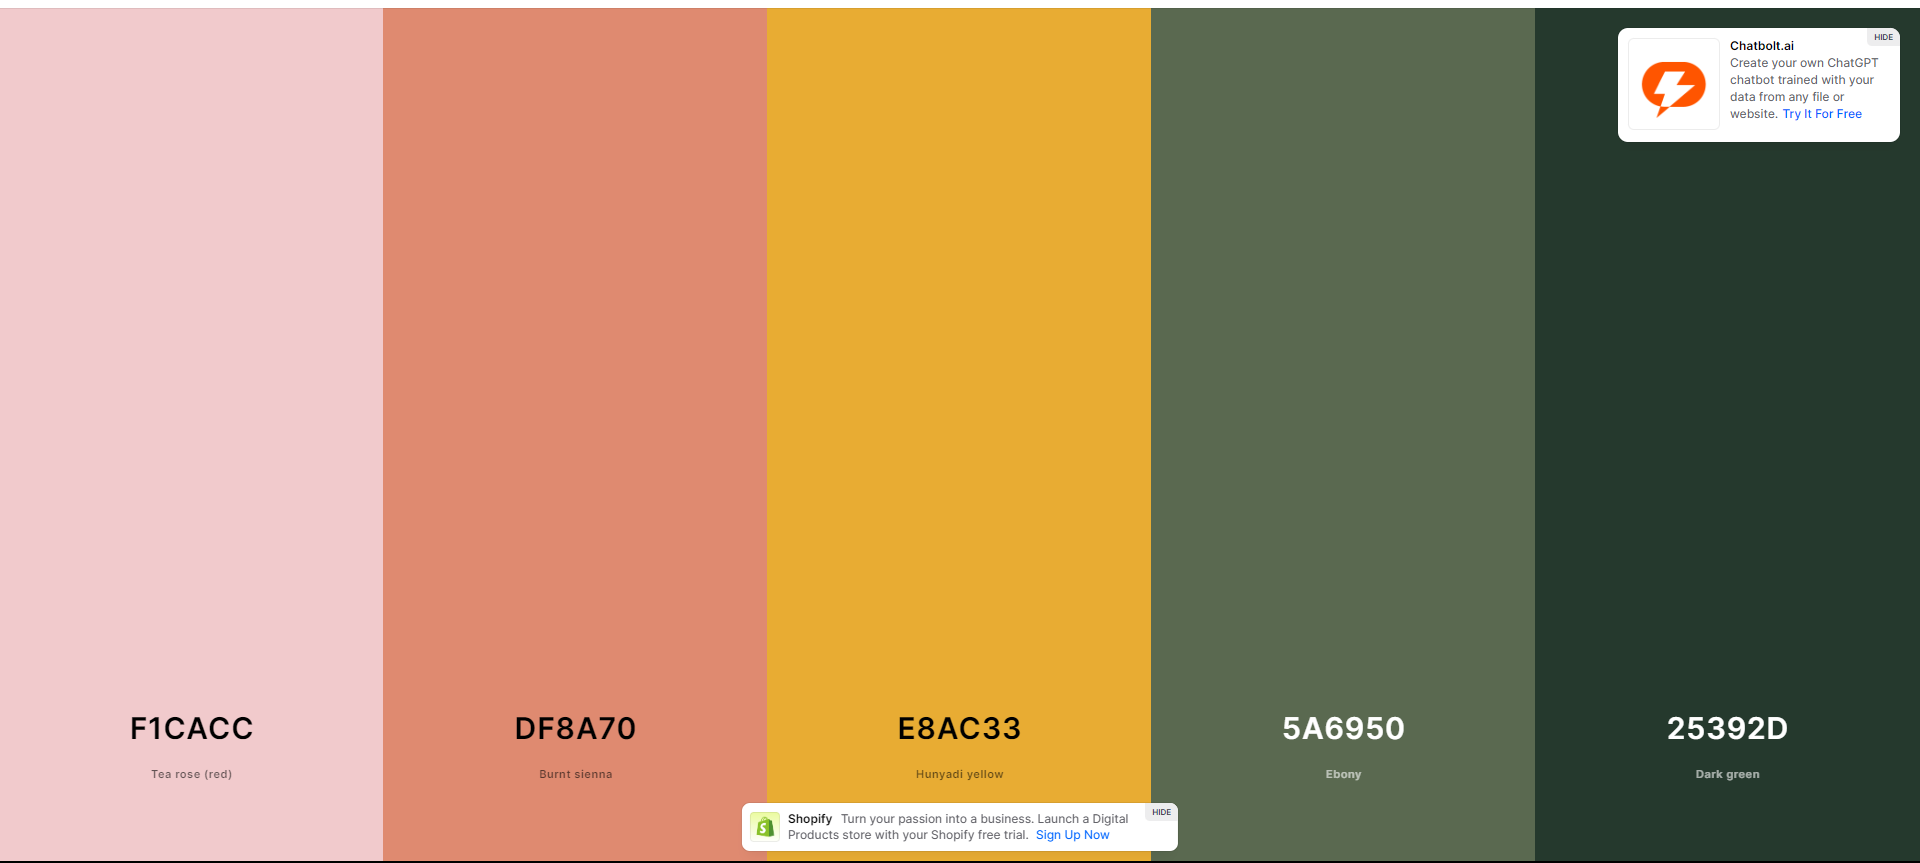 HIDE
Chatbolt.ai
Create your own ChatGPT
chatbot trained with your
data from any file or
website. Try It For Free
F1CACC
Tea rose (red)
DF8A70
Burnt sienna
E8AC33
Hunyadi yellow
5A6950
Ebony
25392D
Dark green
HIDE
Shopify Turn your passion into a business. Launch a Digital
Products store with your Shopify free trial. Sign Up Now